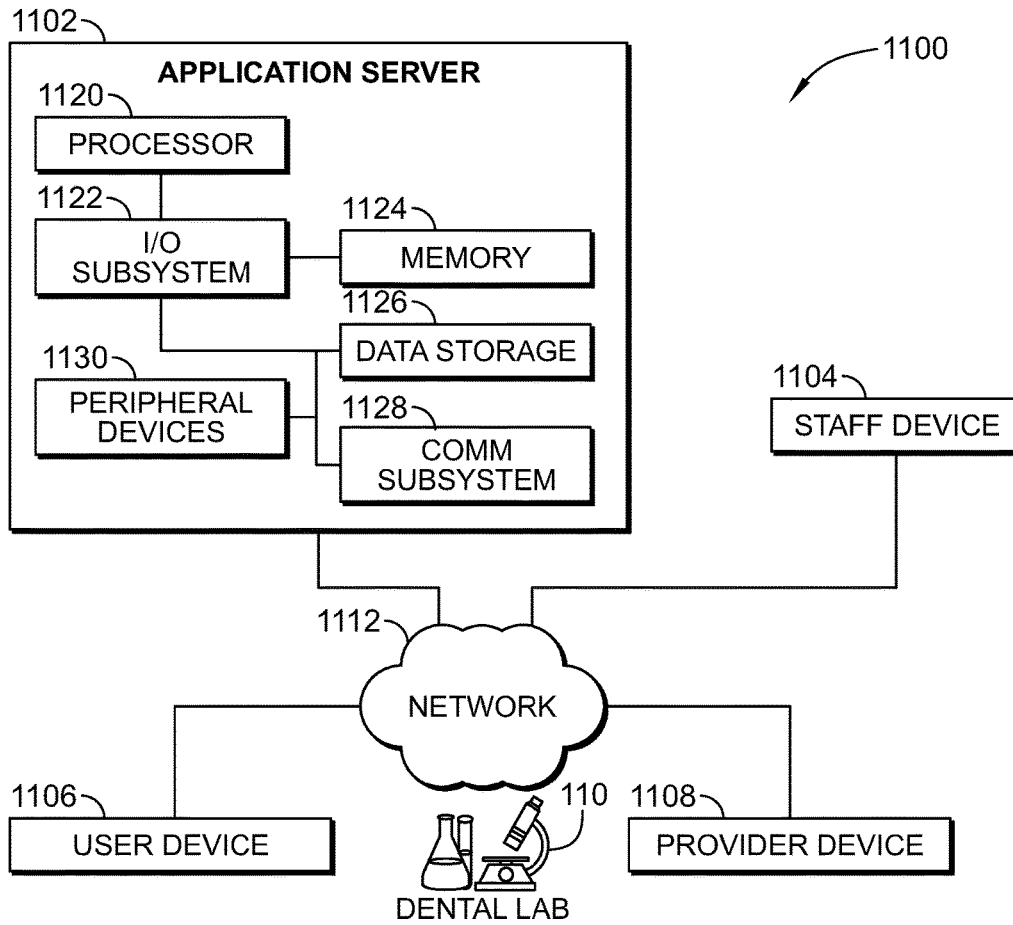 1102
1100
APPLICATION SERVER
1120
PROCESSOR
1122
I/O
SUBSYSTEM
1124
MEMORY
1126
DATA STORAGE
1130
PERIPHERAL
DEVICES
1128
COMM
SUBSYSTEM
1104
STAFF DEVICE
1112
NETWORK
1106
USER DEVICE
110
DENTAL LAB
1108
PROVIDER DEVICE